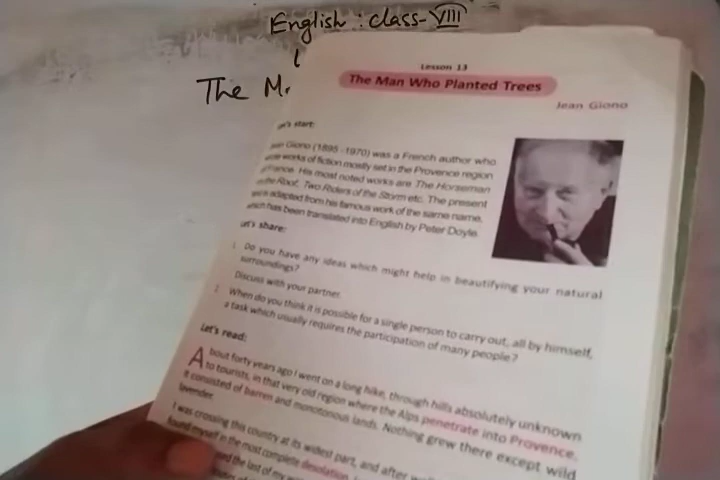 English : class-VIII
The M
Lesson 13
The Man Who Planted Trees
Jean Giono
Let's start:
Jean Giono (1895 -1970) was a French author who
works of fiction mostly set in the Provence region
of France. His most noted works are The Horseman
on the Roof, Two Riders of the Storm etc. The present
is adapted from his famous work of the same name,
which has been translated into English by Peter Doyle.
Let's share:
1 Do you have any ideas which might help in beautifying your natural
surroundings?
Discuss with your partner.
2 When do you think it is possible for a single person to carry out, all by himself,
a task which usually requires the participation of many people?
Let's read:
About forty years ago I went on a long hike, through hills absolutely unknown
to tourists, in that very old region where the Alps penetrate into Provence.
It consisted of barren and monotonous lands. Nothing grew there except wild
lavender.
I was crossing this country at its widest part, and after
found myself in the most complete desolation.
the last of my